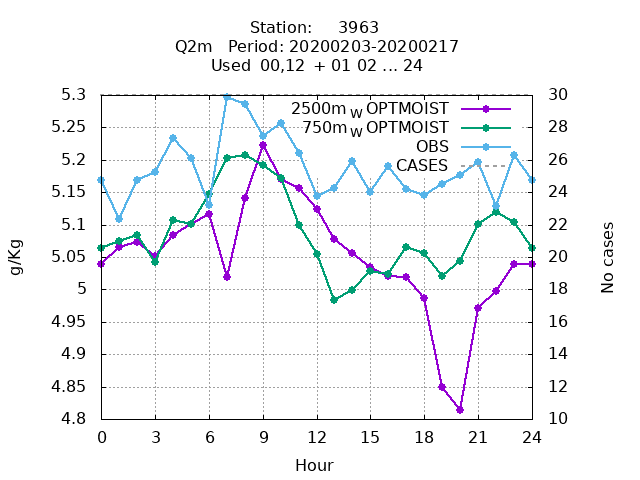 Station: 3963
Q2m Period: 20200203-20200217
Used 00,12 + 01 02 ... 24
5.3 30
2500m W OPTMOIST
5.25 750m W OPTMOIST 28
OBS
5.2 CASES 26
5.15 24
5.1 22
5.05 20
5 18
4.95 16
4.9 14
4.85 12
4.8 10
g/Kg
No cases
0 3 6 9 12 15 18 21 24
Hour